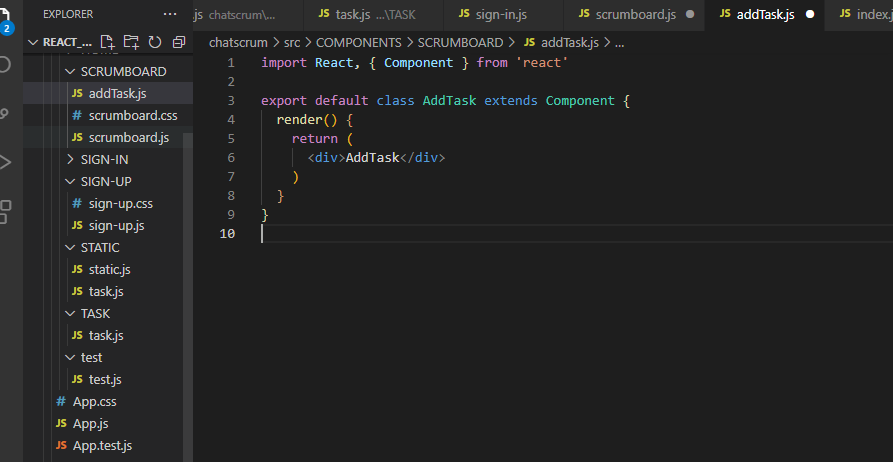 EXPLORER ...
.js chatscrum\... JS task.js ...\TASK JS sign-in.js JS scrumboard.js JS addTask.js JS index.j
2
REACT_...
chatscrum > src > COMPONENTS > SCRUMBOARD > JS addTask.js > ...
SCRUMBOARD
JS addTask.js
# scrumboard.css
JS scrumboard.js
SIGN-IN
SIGN-UP
# sign-up.css
JS sign-up.js
STATIC
JS static.js
JS task.js
TASK
JS task.js
test
JS test.js
# App.css
JS App.js
JS App.test.js
1 import React, { Component } from 'react'
2
3 export default class AddTask extends Component {
4 render() {
5 return (
6 <div>AddTask</div>
7 )
8 }
9 }
10